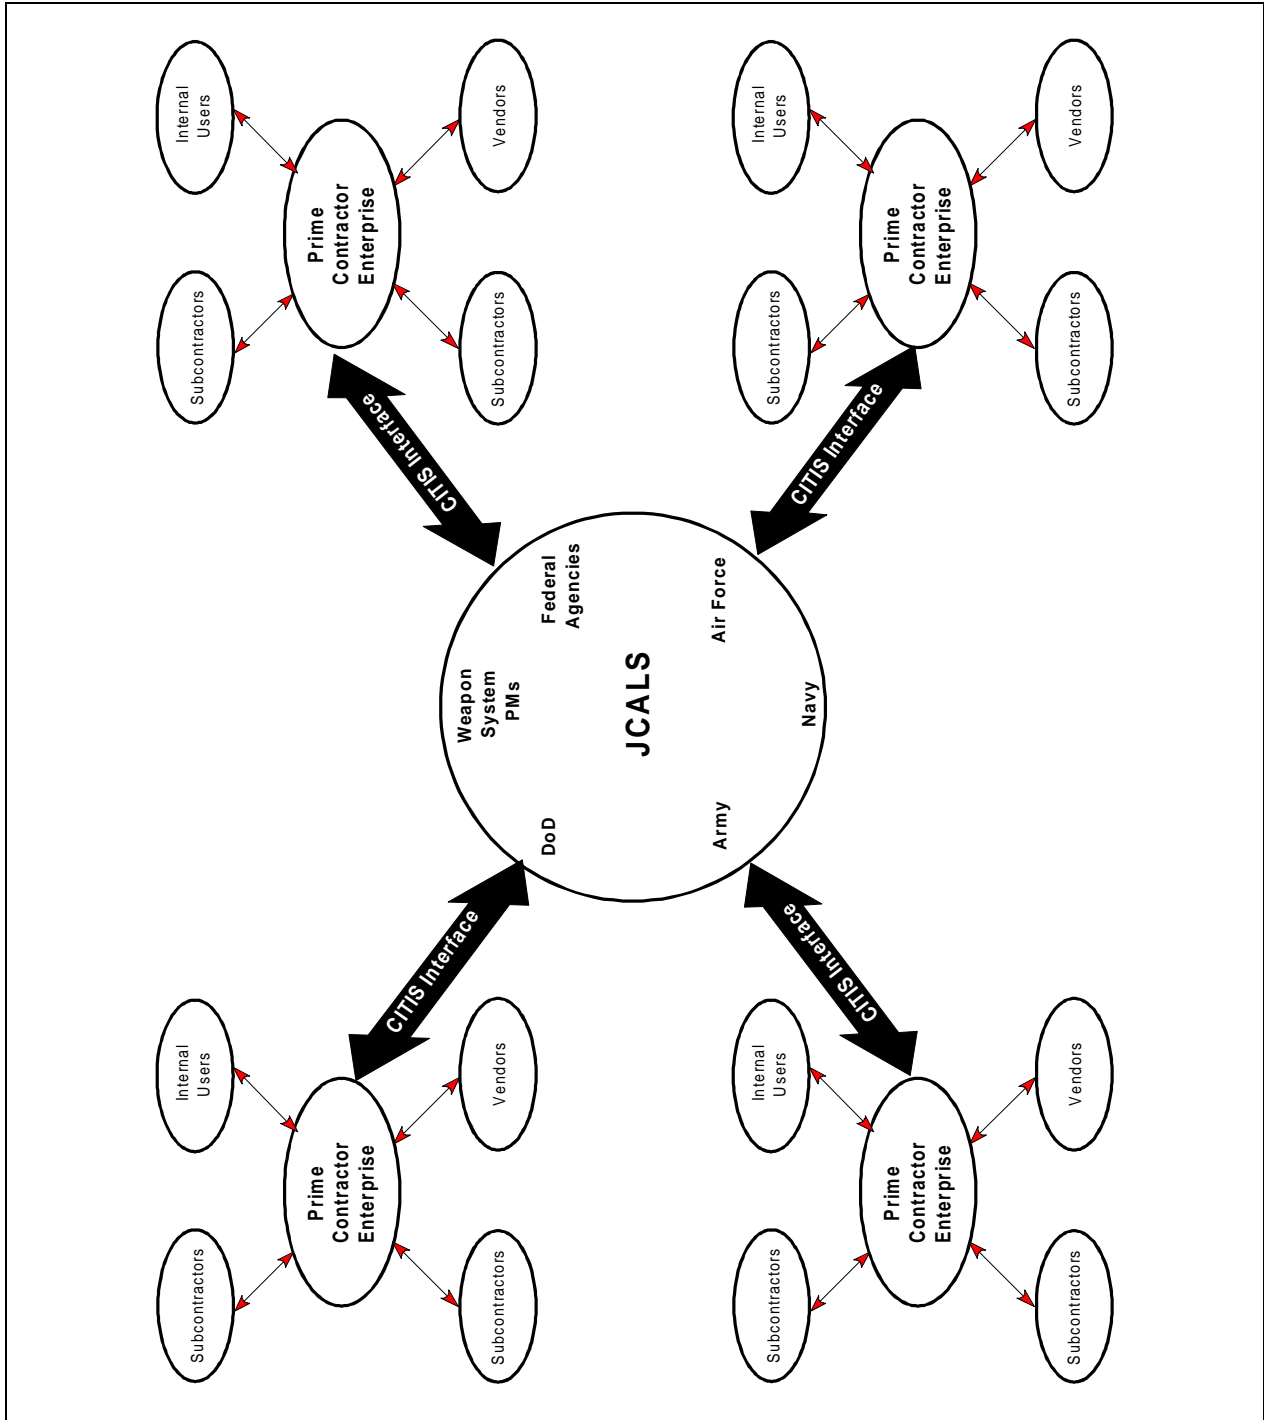 Subcontractors
Internal
Users
Subcontractors
Internal
Users
Prime
Contractor
Enterprise
Prime
Contractor
Enterprise
Subcontractors
Vendors
Subcontractors
Vendors
CITIS Interface
CITIS Interface
Weapon
System
PMs
DoD
Federal
Agencies
JCALS
Army
Air Force
Navy
CITIS Interface
CITIS Interface
Subcontractors
Internal
Users
Subcontractors
Internal
Users
Prime
Contractor
Enterprise
Prime
Contractor
Enterprise
Subcontractors
Vendors
Subcontractors
Vendors